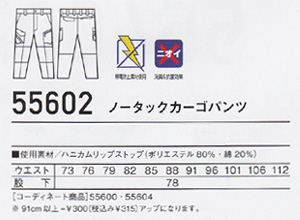 ニオイ
帯電防止素材使用 消臭&抗菌効果
55602 ノータックカーゴパンツ
■使用素材／ハニカムリップストップ（ポリエステル80%・綿20%）
ウエスト 73 76 79 82 85 88 91 96 101 106 112
股下 78
［コーディネート商品］55600・55604
※ 91cm以上=¥300（税込み¥315）アップになります。